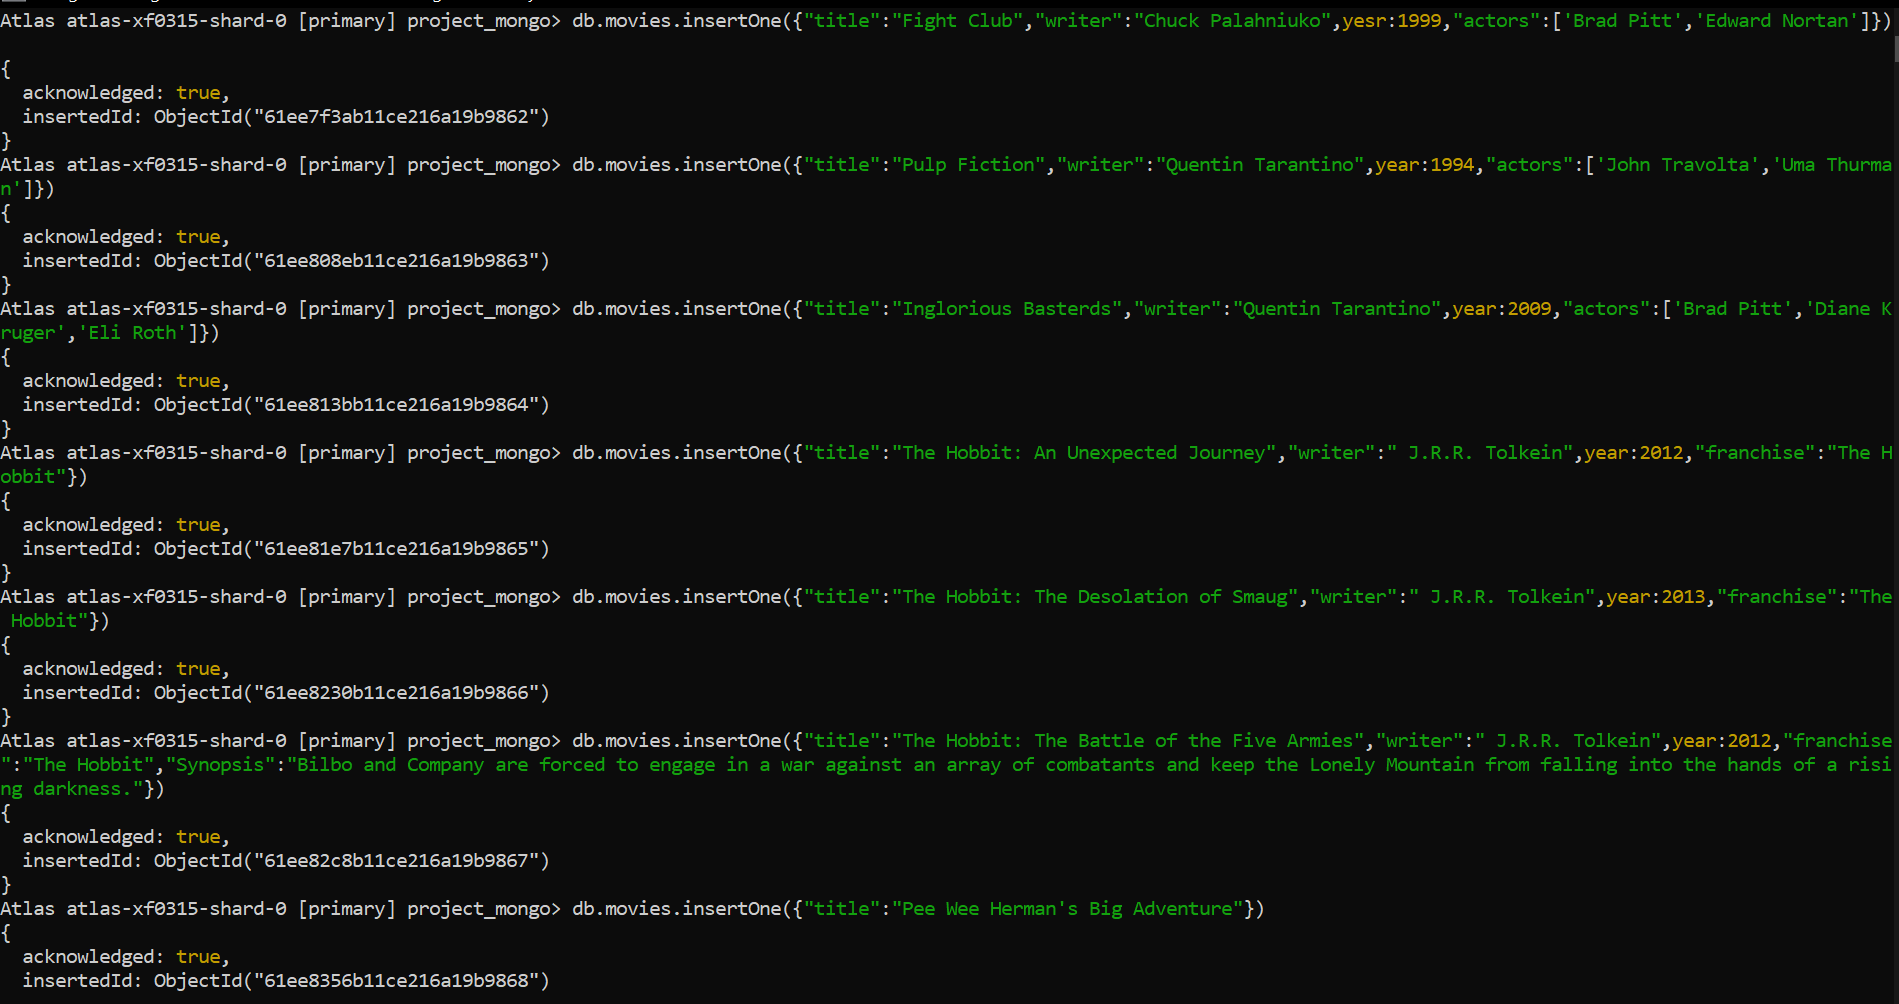 Atlas atlas-xf0315-shard-0 [primary] project_mongo> db.movies.insertOne({"title":"Fight Club","writer":"Chuck Palahniuko",yesr:1999,"actors":['Brad Pitt','Edward Nortan']})
{
  acknowledged: true,
  insertedId: ObjectId("61ee7f3ab11ce216a19b9862")
}
Atlas atlas-xf0315-shard-0 [primary] project_mongo> db.movies.insertOne({"title":"Pulp Fiction","writer":"Quentin Tarantino",year:1994,"actors":['John Travolta','Uma Thurma
n']})
{
  acknowledged: true,
  insertedId: ObjectId("61ee808eb11ce216a19b9863")
}
Atlas atlas-xf0315-shard-0 [primary] project_mongo> db.movies.insertOne({"title":"Inglorious Basterds","writer":"Quentin Tarantino",year:2009,"actors":['Brad Pitt','Diane K
ruger','Eli Roth']})
{
  acknowledged: true,
  insertedId: ObjectId("61ee813bb11ce216a19b9864")
}
Atlas atlas-xf0315-shard-0 [primary] project_mongo> db.movies.insertOne({"title":"The Hobbit: An Unexpected Journey","writer":" J.R.R. Tolkein",year:2012,"franchise":"The H
obbit"})
{
  acknowledged: true,
  insertedId: ObjectId("61ee81e7b11ce216a19b9865")
}
Atlas atlas-xf0315-shard-0 [primary] project_mongo> db.movies.insertOne({"title":"The Hobbit: The Desolation of Smaug","writer":" J.R.R. Tolkein",year:2013,"franchise":"The
 Hobbit"})
{
  acknowledged: true,
  insertedId: ObjectId("61ee8230b11ce216a19b9866")
}
Atlas atlas-xf0315-shard-0 [primary] project_mongo> db.movies.insertOne({"title":"The Hobbit: The Battle of the Five Armies","writer":" J.R.R. Tolkein",year:2012,"franchise
":"The Hobbit","Synopsis":"Bilbo and Company are forced to engage in a war against an array of combatants and keep the Lonely Mountain from falling into the hands of a risi
ng darkness."})
{
  acknowledged: true,
  insertedId: ObjectId("61ee82c8b11ce216a19b9867")
}
Atlas atlas-xf0315-shard-0 [primary] project_mongo> db.movies.insertOne({"title":"Pee Wee Herman's Big Adventure"})
{
  acknowledged: true,
  insertedId: ObjectId("61ee8356b11ce216a19b9868")